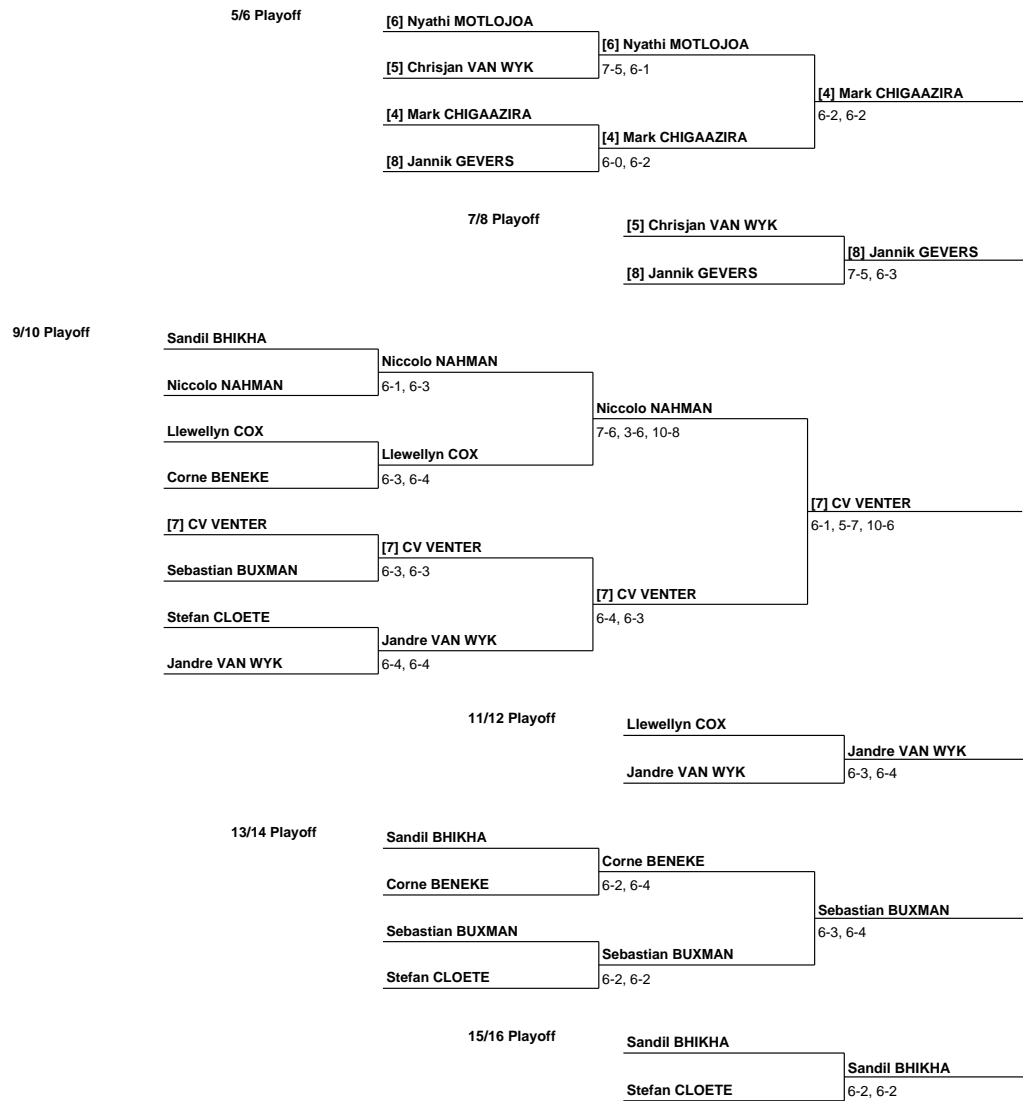 5/6 Playoff
[6] Nyathi MOTLOJOA
[6] Nyathi MOTLOJOA
[5] Chrisjan VAN WYK
7-5, 6-1
[4] Mark CHIGAAZIRA
[4] Mark CHIGAAZIRA
6-2, 6-2
[4] Mark CHIGAAZIRA
[8] Jannik GEVERS
6-0, 6-2
7/8 Playoff
[5] Chrisjan VAN WYK
[8] Jannik GEVERS
[8] Jannik GEVERS
7-5, 6-3
9/10 Playoff
Sandil BHIKHA
Niccolo NAHMAN
Niccolo NAHMAN
6-1, 6-3
Niccolo NAHMAN
Llewellyn COX
7-6, 3-6, 10-8
Llewellyn COX
Corne BENEKE
6-3, 6-4
[7] CV VENTER
[7] CV VENTER
6-1, 5-7, 10-6
[7] CV VENTER
Sebastian BUXMAN
6-3, 6-3
[7] CV VENTER
Stefan CLOETE
6-4, 6-3
Jandre VAN WYK
Jandre VAN WYK
6-4, 6-4
11/12 Playoff
Llewellyn COX
Jandre VAN WYK
Jandre VAN WYK
6-3, 6-4
13/14 Playoff
Sandil BHIKHA
Corne BENEKE
Corne BENEKE
6-2, 6-4
Sebastian BUXMAN
Sebastian BUXMAN
6-3, 6-4
Sebastian BUXMAN
Stefan CLOETE
6-2, 6-2
15/16 Playoff
Sandil BHIKHA
Sandil BHIKHA
Stefan CLOETE
6-2, 6-2